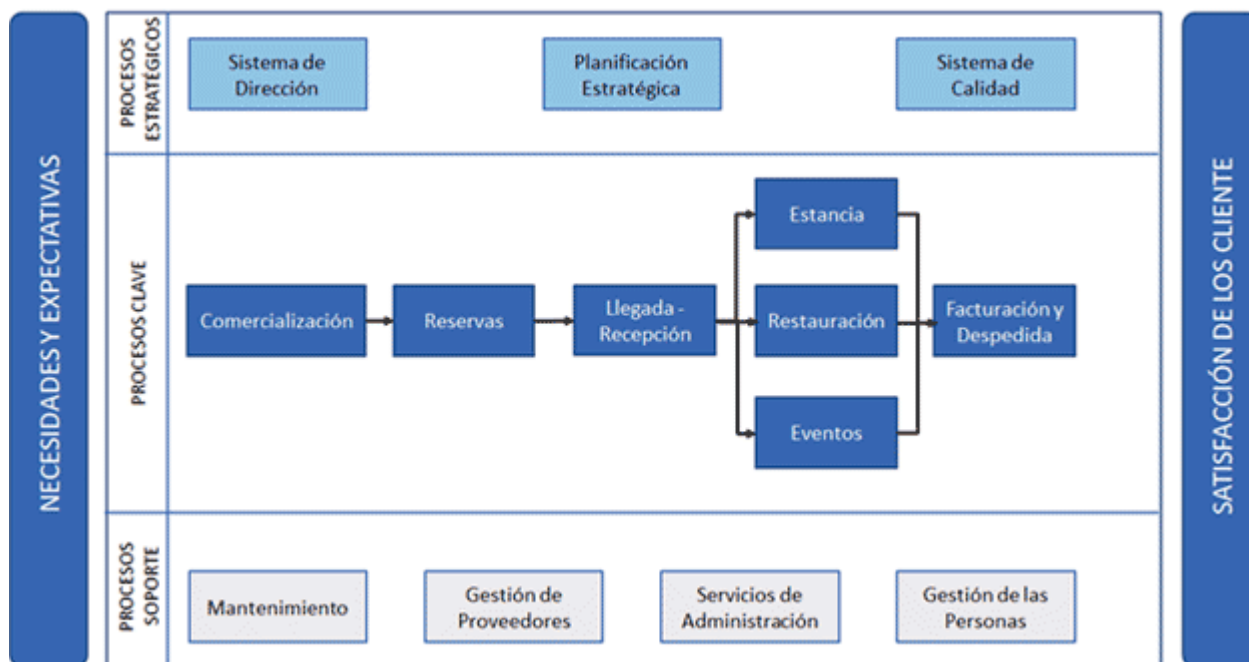 NECESIDADES Y EXPECTATIVAS
PROCESOS
ESTRATÉGICOS
Sistema de
Dirección
Planificación
Estratégica
Sistema de
Calidad
PROCESOS CLAVE
Comercialización
Reservas
Llegada -
Recepción
Estancia
Restauración
Eventos
Facturación y
Despedida
PROCESOS
SOPORTE
Mantenimiento
Gestión de
Proveedores
Servicios de
Administración
Gestión de las
Personas
SATISFACCIÓN DE LOS CLIENTE